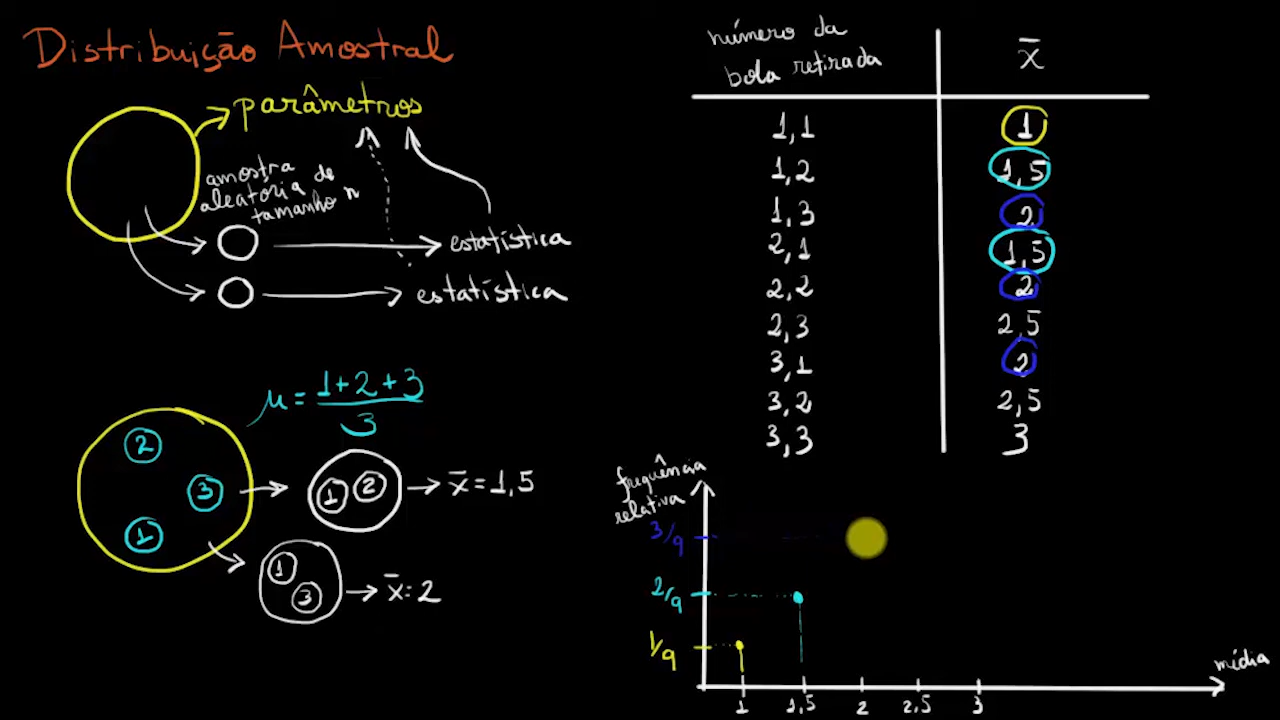 Distribuição Amostral
parâmetros
amostra
aleatória de
tamanho n
estatística
estatística
μ = 1+2+3
3
2
3
1
1 2
x̄ = 1,5
1
3
x̄ = 2
número da
bola retirada
x̄
1,1 1
1,2 1,5
1,3 2
2,1 1,5
2,2 2
2,3 2,5
3,1 2
3,2 2,5
3,3 3
frequência
relativa
3/9
2/9
1/9
média
1 1,5 2 2,5 3